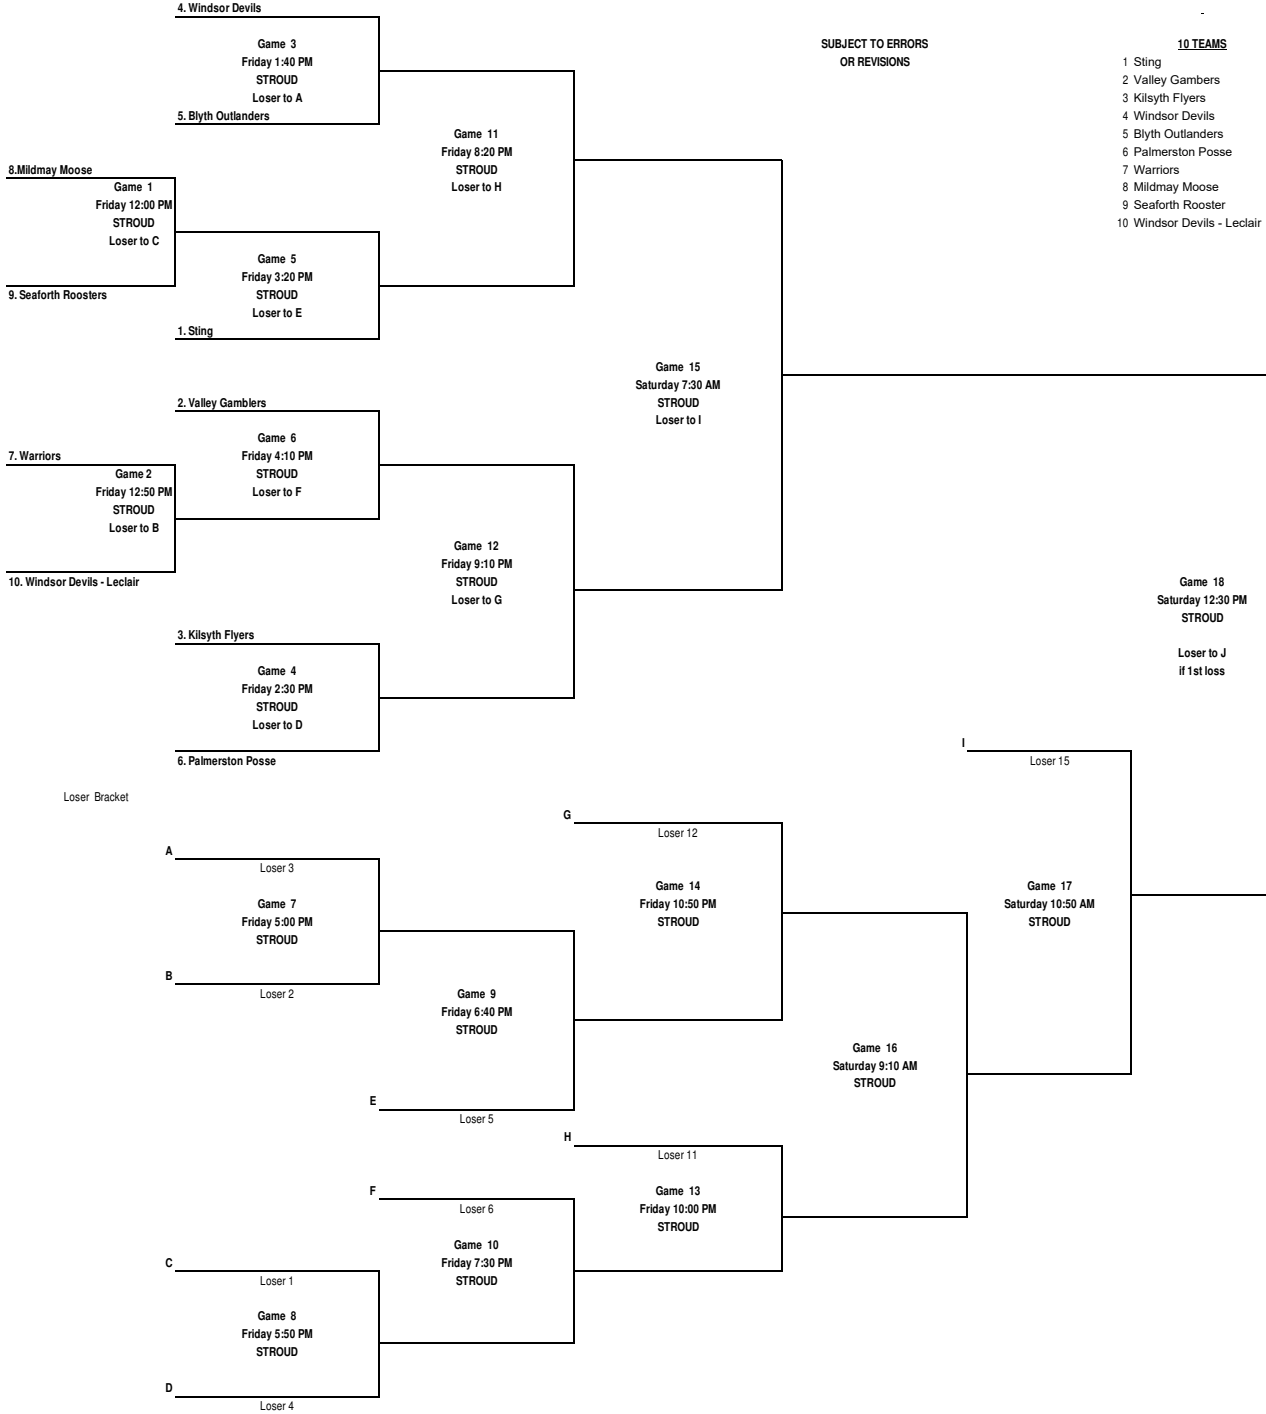 4. Windsor Devils
Game 3
Friday 1:40 PM
STROUD
Loser to A
5. Blyth Outlanders
SUBJECT TO ERRORS
OR REVISIONS
-
10 TEAMS
1 Sting
2 Valley Gambers
3 Kilsyth Flyers
4 Windsor Devils
5 Blyth Outlanders
6 Palmerston Posse
7 Warriors
8 Mildmay Moose
9 Seaforth Rooster
10 Windsor Devils - Leclair
Game 11
Friday 8:20 PM
STROUD
Loser to H
8.Mildmay Moose
Game 1
Friday 12:00 PM
STROUD
Loser to C
9. Seaforth Roosters
Game 5
Friday 3:20 PM
STROUD
Loser to E
1. Sting
Game 15
Saturday 7:30 AM
STROUD
Loser to I
2. Valley Gamblers
Game 6
Friday 4:10 PM
STROUD
Loser to F
7. Warriors
Game 2
Friday 12:50 PM
STROUD
Loser to B
10. Windsor Devils - Leclair
Game 12
Friday 9:10 PM
STROUD
Loser to G
Game 18
Saturday 12:30 PM
STROUD
Loser to J
if 1st loss
3. Kilsyth Flyers
Game 4
Friday 2:30 PM
STROUD
Loser to D
6. Palmerston Posse
I
Loser 15
Loser Bracket
G
Loser 12
A
Loser 3
Game 7
Friday 5:00 PM
STROUD
B
Loser 2
Game 14
Friday 10:50 PM
STROUD
Game 17
Saturday 10:50 AM
STROUD
Game 9
Friday 6:40 PM
STROUD
E
Loser 5
Game 16
Saturday 9:10 AM
STROUD
H
Loser 11
F
Loser 6
Game 13
Friday 10:00 PM
STROUD
Game 10
Friday 7:30 PM
STROUD
C
Loser 1
Game 8
Friday 5:50 PM
STROUD
D
Loser 4